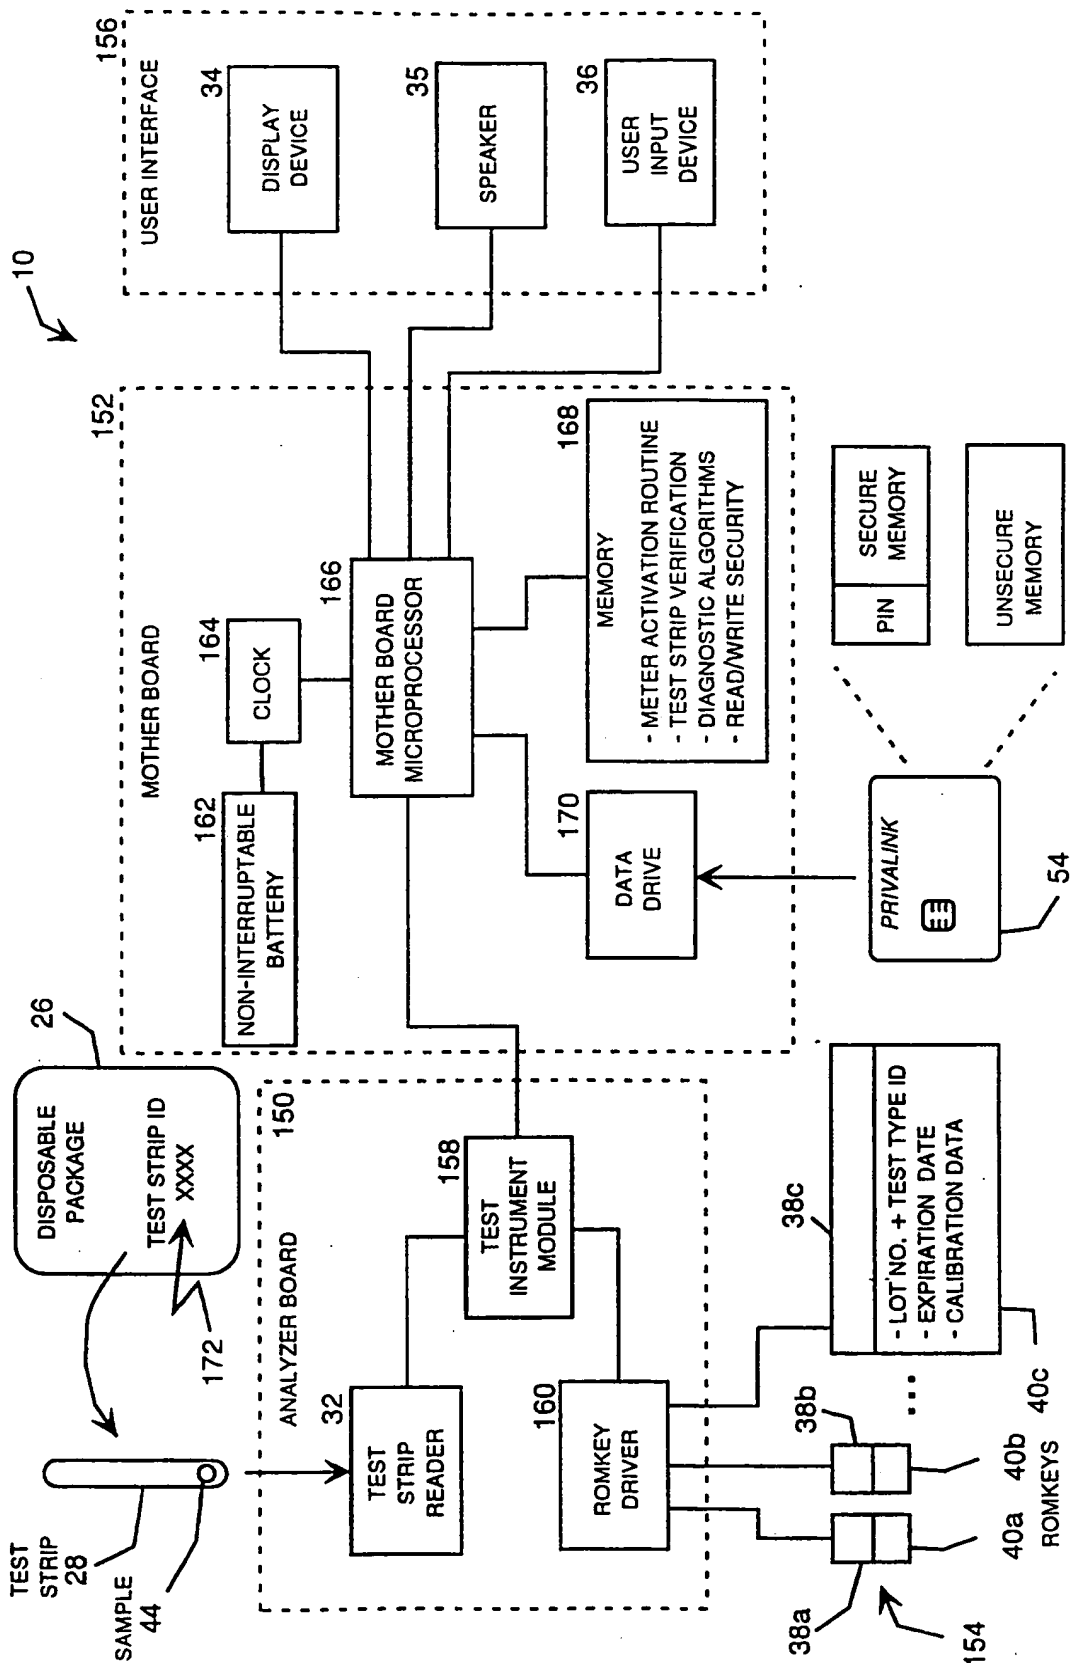 10
TEST
STRIP
28
SAMPLE
44
172
DISPOSABLE
PACKAGE
TEST STRIP ID
XXXX
26
ANALYZER BOARD
150
TEST
STRIP
READER
32
TEST
INSTRUMENT
MODULE
158
ROMKEY
DRIVER
160
MOTHER BOARD
152
NON-INTERRUPTABLE
BATTERY
162
CLOCK
164
MOTHER BOARD
MICROPROCESSOR
166
DATA
DRIVE
170
MEMORY
168
- METER ACTIVATION ROUTINE
- TEST STRIP VERIFICATION
- DIAGNOSTIC ALGORITHMS
- READ/WRITE SECURITY
USER INTERFACE
156
DISPLAY
DEVICE
34
SPEAKER
35
USER
INPUT
DEVICE
36
38a
154
40a
38b
40b
ROMKEYS
...
38c
- LOT NO. + TEST TYPE ID
- EXPIRATION DATE
- CALIBRATION DATA
40c
PRIVALINK
54
PIN
SECURE
MEMORY
UNSECURE
MEMORY